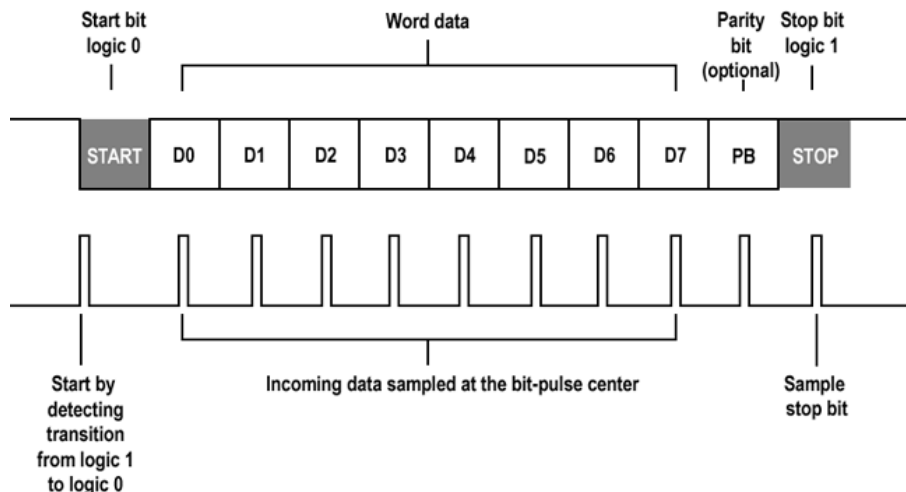 Start bit
logic 0
Word data
Parity
bit
(optional)
Stop bit
logic 1
START D0 D1 D2 D3 D4 D5 D6 D7 PB STOP
Start by
detecting
transition
from logic 1
to logic 0
Incoming data sampled at the bit-pulse center
Sample
stop bit